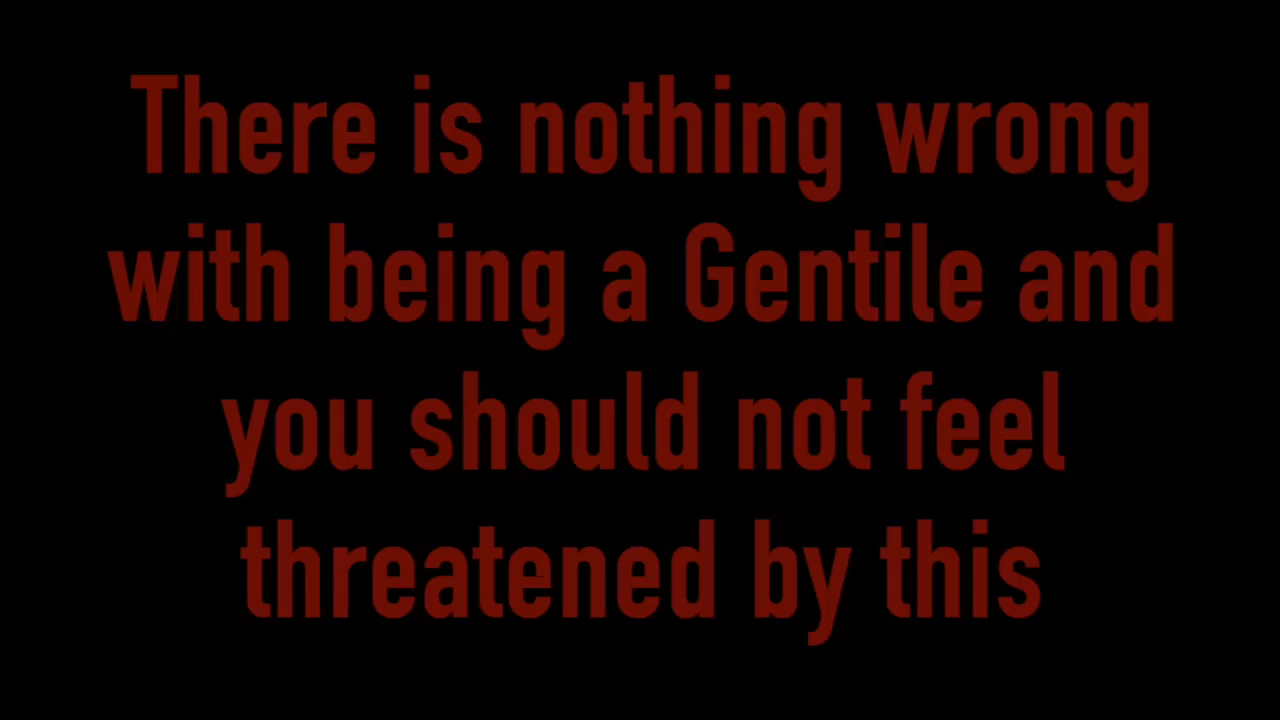 There is nothing wrong
with being a Gentile and
you should not feel
threatened by this